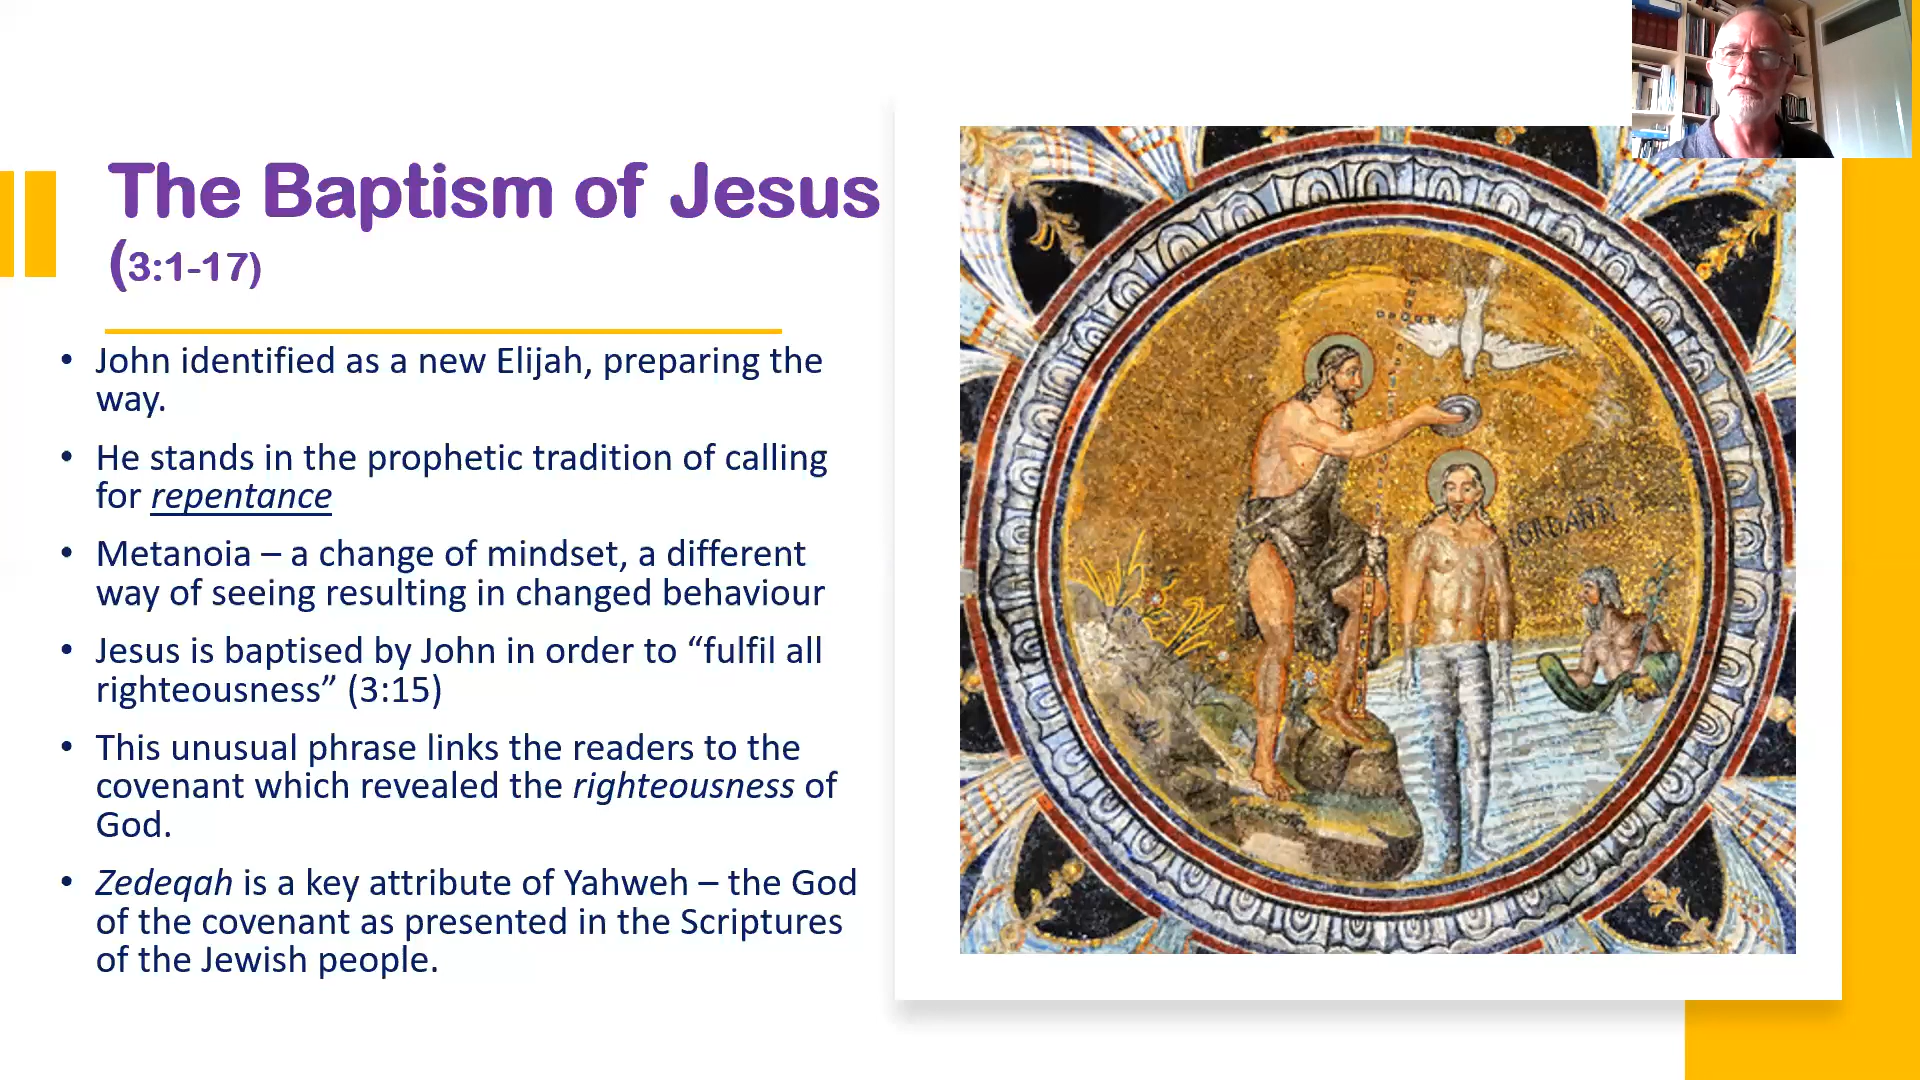 The Baptism of Jesus
(3:1-17)
• John identified as a new Elijah, preparing the
way.
• He stands in the prophetic tradition of calling
for repentance
• Metanoia – a change of mindset, a different
way of seeing resulting in changed behaviour
• Jesus is baptised by John in order to “fulfil all
righteousness” (3:15)
• This unusual phrase links the readers to the
covenant which revealed the righteousness of
God.
• Zedeqah is a key attribute of Yahweh – the God
of the covenant as presented in the Scriptures
of the Jewish people.
IORDANN